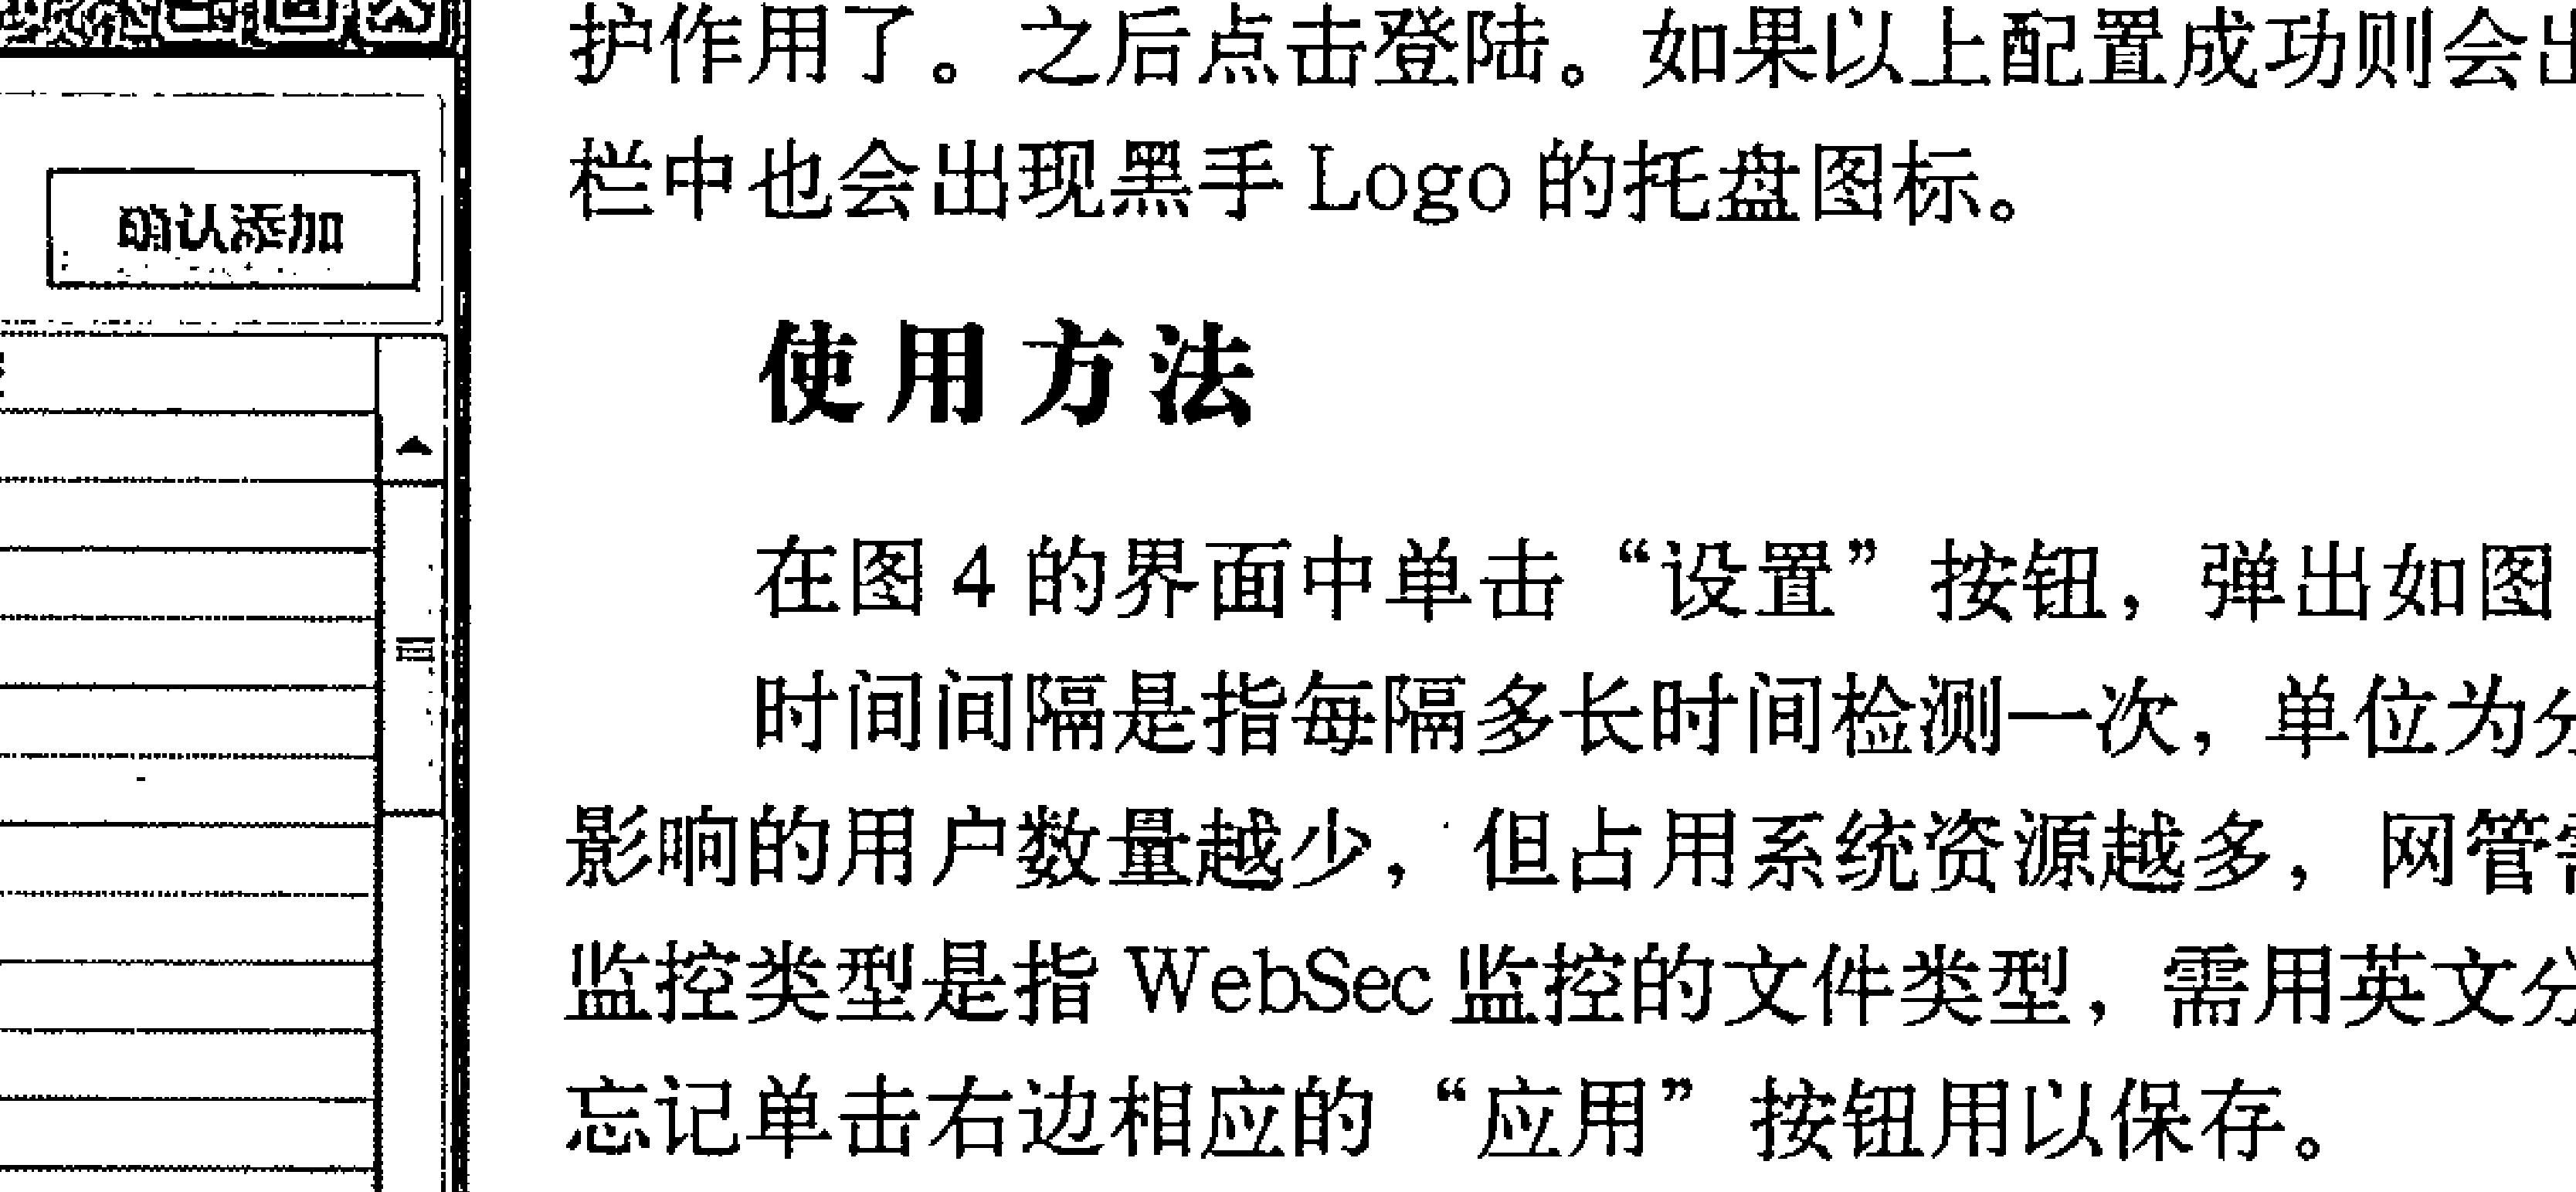 确认添加
护作用了。之后点击登陆。如果以上配置成功则会出
栏中也会出现黑手 Logo 的托盘图标。
使用方法
在图 4 的界面中单击“设置”按钮，弹出如图
时间间隔是指每隔多长时间检测一次，单位为分
影响的用户数量越少，但占用系统资源越多，网管需
监控类型是指 WebSec 监控的文件类型，需用英文分
忘记单击右边相应的“应用”按钮用以保存。